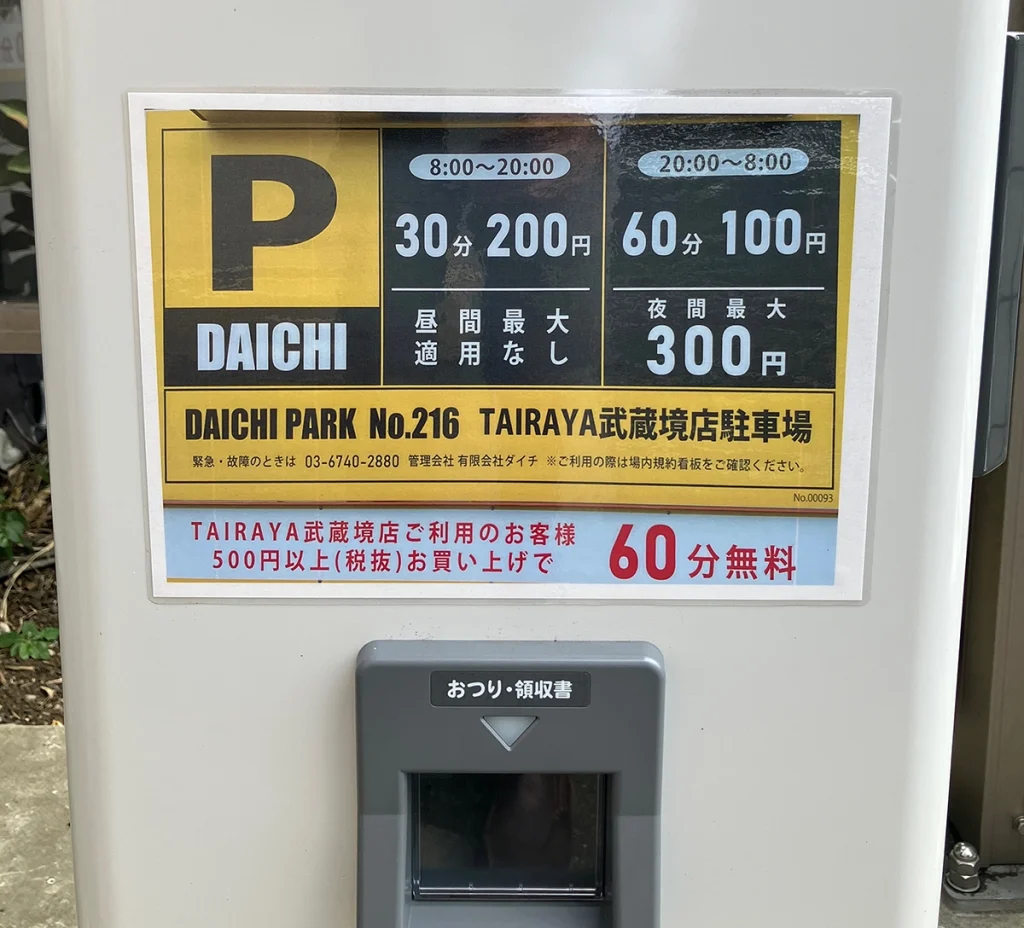 P
DAICHI
8:00～20:00
30分 200円
昼間最大
適用なし
20:00～8:00
60分 100円
夜間最大
300円
DAICHI PARK No.216 TAIRAYA武蔵境店駐車場
緊急・故障のときは 03-6740-2880 管理会社 有限会社ダイチ ※ご利用の際は場内規約看板をご確認ください。
No.00093
TAIRAYA武蔵境店ご利用のお客様
500円以上(税抜)お買い上げで
60分無料
おつり・領収書